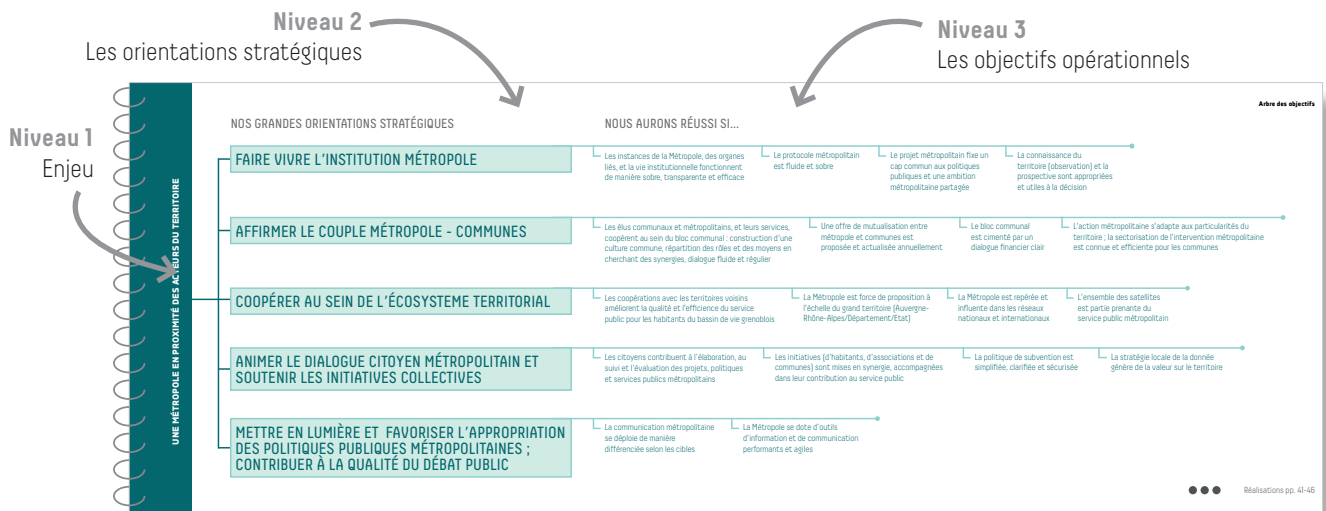 Niveau 2
Les orientations stratégiques
Niveau 3
Les objectifs opérationnels
Niveau 1
Enjeu
Arbre des objectifs
UNE MÉTROPOLE EN PROXIMITÉ DES ACTEURS DU TERRITOIRE
NOS GRANDES ORIENTATIONS STRATÉGIQUES
NOUS AURONS RÉUSSI SI...
FAIRE VIVRE L'INSTITUTION MÉTROPOLE
Les instances de la Métropole, des organes
liés, et la vie institutionnelle fonctionnent
de manière sobre, transparente et efficace
Le protocole métropolitain
est fluide et sobre
Le projet métropolitain fixe un
cap commun aux politiques
publiques et une ambition
métropolitaine partagée
La connaissance du
territoire (observation) et la
prospective sont appropriées
et utiles à la décision
AFFIRMER LE COUPLE MÉTROPOLE - COMMUNES
Les élus communaux et métropolitains, et leurs services,
coopèrent au sein du bloc communal : construction d'une
culture commune, répartition des rôles et des moyens en
cherchant des synergies, dialogue fluide et régulier
Une offre de mutualisation entre
métropole et communes est
proposée et actualisée annuellement
Le bloc communal
est cimenté par un
dialogue financier clair
L'action métropolitaine s'adapte aux particularités du
territoire ; la sectorisation de l'intervention métropolitaine
est connue et efficiente pour les communes
COOPÉRER AU SEIN DE L'ÉCOSYSTEME TERRITORIAL
Les coopérations avec les territoires voisins
améliorent la qualité et l'efficience du service
public pour les habitants du bassin de vie grenoblois
La Métropole est force de proposition à
l'échelle du grand territoire (Auvergne-
Rhône-Alpes/Département/Etat)
La Métropole est repérée et
influente dans les réseaux
nationaux et internationaux
L'ensemble des satellites
est partie prenante du
service public métropolitain
ANIMER LE DIALOGUE CITOYEN MÉTROPOLITAIN ET
SOUTENIR LES INITIATIVES COLLECTIVES
Les citoyens contribuent à l'élaboration, au
suivi et l'évaluation des projets, politiques
et services publics métropolitains
Les initiatives (d'habitants, d'associations et de
communes) sont mises en synergie, accompagnées
dans leur contribution au service public
La politique de subvention est
simplifiée, clarifiée et sécurisée
La stratégie locale de la donnée
génère de la valeur sur le territoire
METTRE EN LUMIÈRE ET FAVORISER L'APPROPRIATION
DES POLITIQUES PUBLIQUES MÉTROPOLITAINES ;
CONTRIBUER À LA QUALITÉ DU DÉBAT PUBLIC
La communication métropolitaine
se déploie de manière
différenciée selon les cibles
La Métropole se dote d'outils
d'information et de communication
performants et agiles
Réalisations pp. 41-46